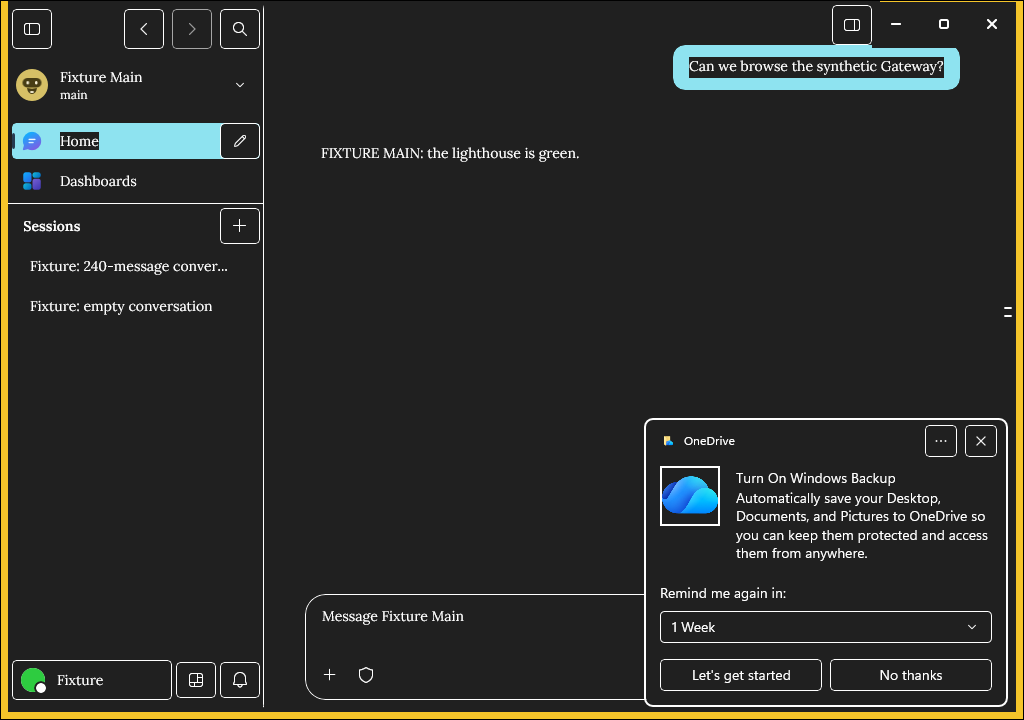 Fixture Main
main
Home
Dashboards
Sessions
Fixture: 240-message conver...
Fixture: empty conversation
Fixture
Can we browse the synthetic Gateway?
FIXTURE MAIN: the lighthouse is green.
Message Fixture Main
OneDrive
Turn On Windows Backup
Automatically save your Desktop,
Documents, and Pictures to OneDrive so
you can keep them protected and access
them from anywhere.
Remind me again in:
1 Week
Let's get started
No thanks